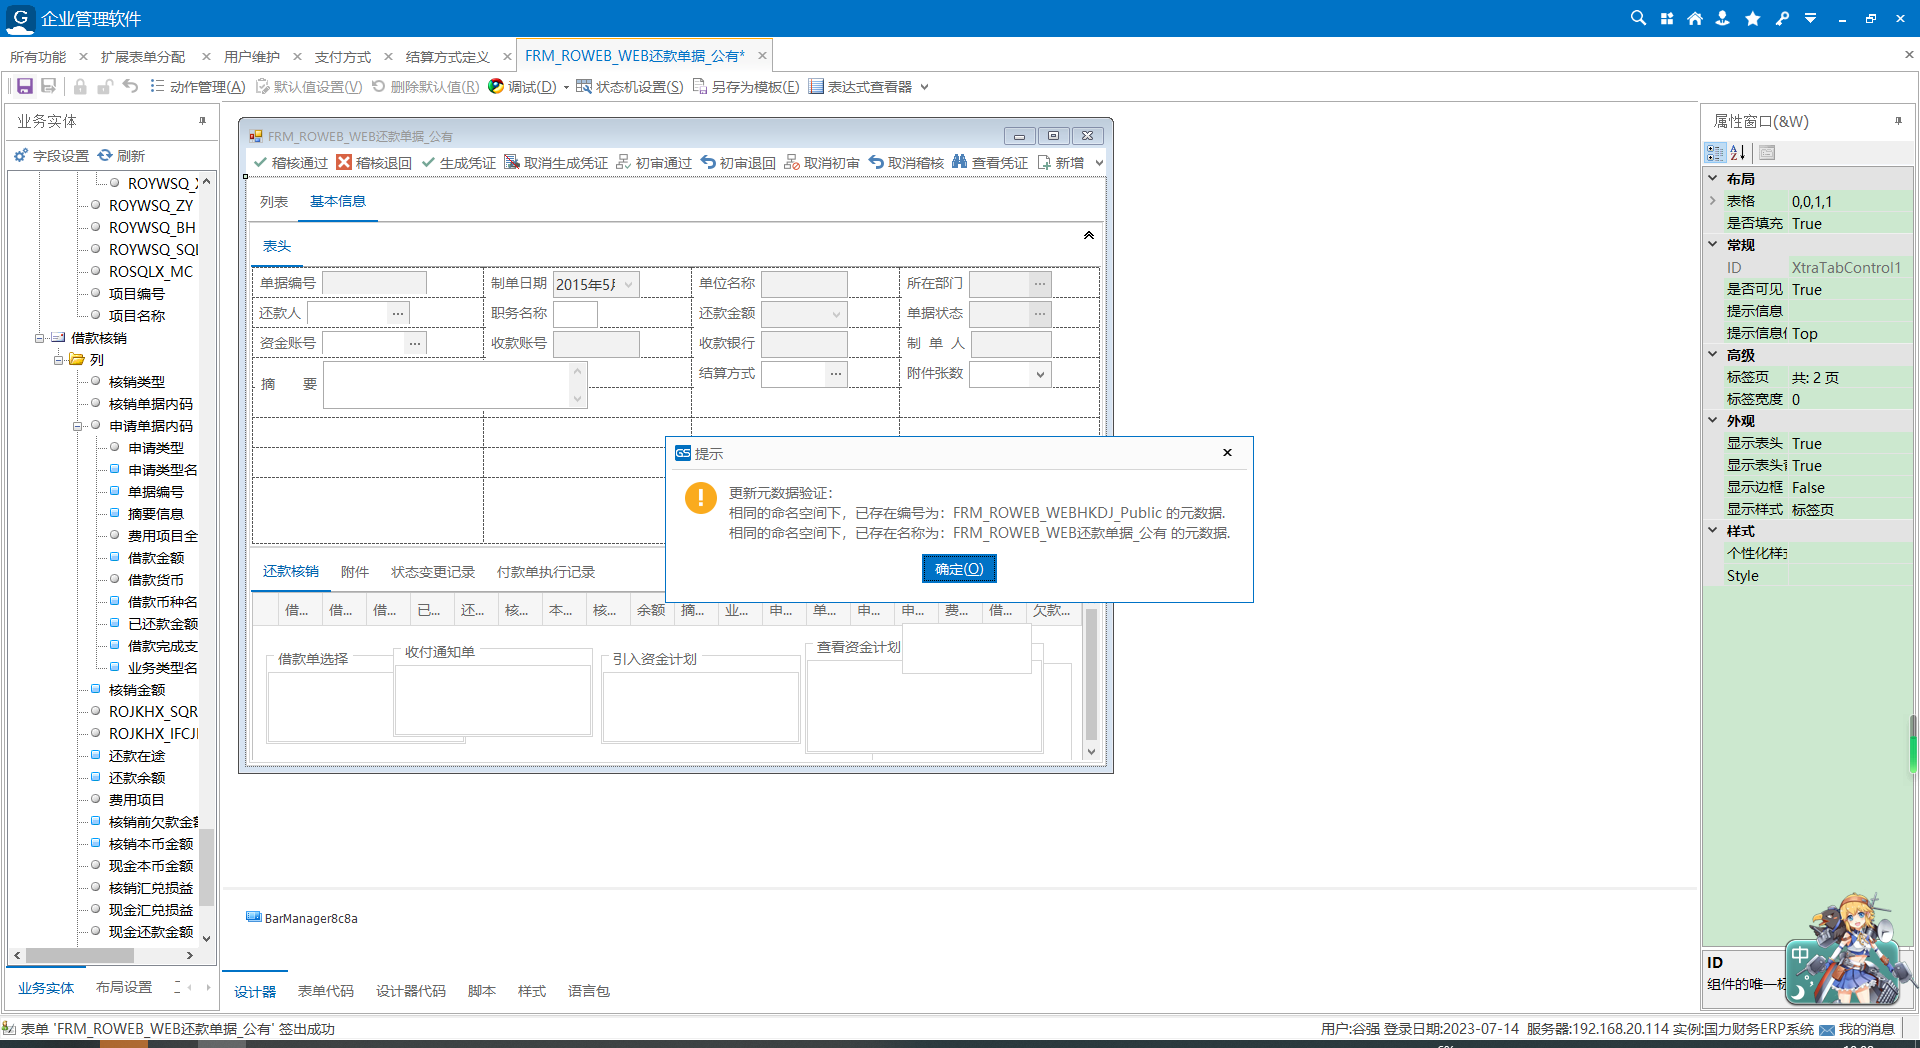 企业管理软件
所有功能 扩展表单分配 用户维护 支付方式 结算方式定义 FRM_ROWEB_WEB还款单据_公有*
动作管理(A) 默认值设置(V) 删除默认值(R) 调试(D) 状态机设置(S) 另存为模板(E) 表达式查看器
业务实体
字段设置 刷新
ROYWSQ_
ROYWSQ_ZY
ROYWSQ_BH
ROYWSQ_SQ
ROSQLX_MC
项目编号
项目名称
借款核销
列
核销类型
核销单据内码
申请单据内码
申请类型
申请类型名
单据编号
摘要信息
费用项目全
借款金额
借款货币
借款币种名
已还款金额
借款完成支
业务类型名
核销金额
ROJKHX_SQR
ROJKHX_IFCJ
还款在途
还款余额
费用项目
核销前欠款金
核销本币金额
现金本币金额
核销汇兑损益
现金汇兑损益
现金还款金额
业务实体 布局设置
FRM_ROWEB_WEB还款单据_公有
稽核通过 稽核退回 生成凭证 取消生成凭证 初审通过 初审退回 取消初审 取消稽核 查看凭证 新增
列表 基本信息
表头
单据编号 制单日期 2015年5 单位名称 所在部门
还款人 职务名称 还款金额 单据状态
资金账号 收款账号 收款银行 制 单 人
摘 要 结算方式 附件张数
还款核销 附件 状态变更记录 付款单执行记录
借... 借... 借... 已... 还... 核... 本... 核... 余额 摘... 业... 申... 单... 申... 申... 费... 借... 欠款...
借款单选择 收付通知单 引入资金计划 查看资金计划
GS 提示
更新元数据验证:
相同的命名空间下，已存在编号为：FRM_ROWEB_WEBHKDJ_Public 的元数据.
相同的命名空间下，已存在名称为：FRM_ROWEB_WEB还款单据_公有 的元数据.
确定(O)
BarManager8c8a
设计器 表单代码 设计器代码 脚本 样式 语言包
属性窗口(&W)
布局
表格 0,0,1,1
是否填充 True
常规
ID XtraTabControl1
是否可见 True
提示信息
提示信息 Top
高级
标签页 共: 2 页
标签宽度 0
外观
显示表头 True
显示表头 True
显示边框 False
显示样式 标签页
样式
个性化样
Style
ID
组件的唯一标
中
表单 'FRM_ROWEB_WEB还款单据_公有' 签出成功
用户:谷强 登录日期:2023-07-14 服务器:192.168.20.114 实例:国力财务ERP系统 我的消息